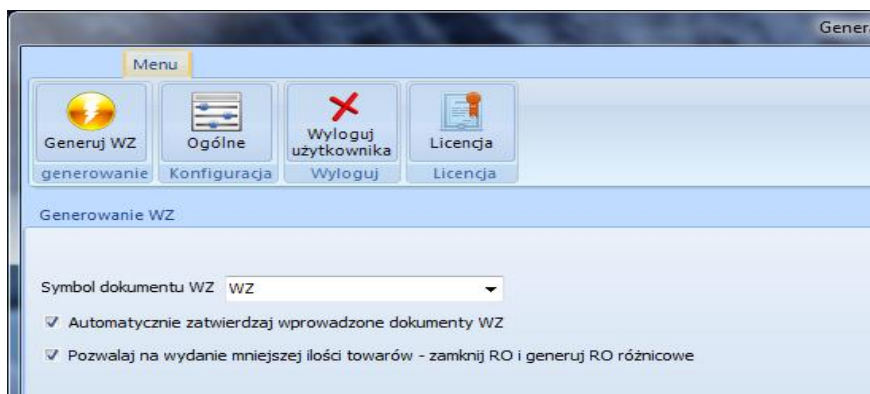 Genera
Menu
Generuj WZ
Ogólne
Wyloguj
użytkownika
Licencja
generowanie
Konfiguracja
Wyloguj
Licencja
Generowanie WZ
Symbol dokumentu WZ WZ
Automatycznie zatwierdzaj wprowadzone dokumenty WZ
Pozwalaj na wydanie mniejszej ilości towarów - zamknij RO i generuj RO różnicowe